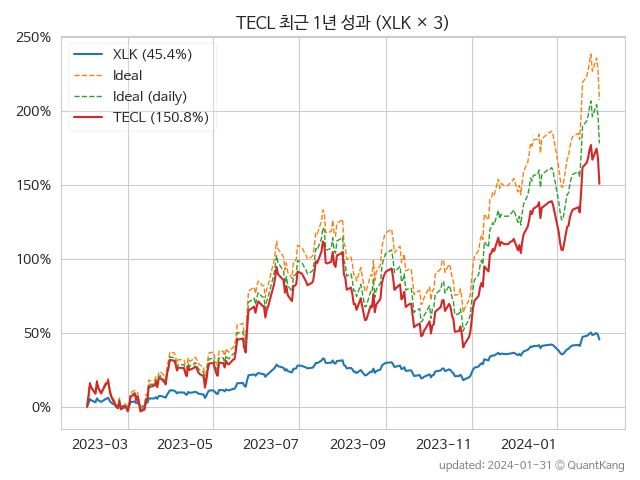 TECL 최근 1년 성과 (XLK × 3)
250%
200%
150%
100%
50%
0%
XLK (45.4%)
Ideal
Ideal (daily)
TECL (150.8%)
2023-03
2023-05
2023-07
2023-09
2023-11
2024-01
updated: 2024-01-31 © QuantKang